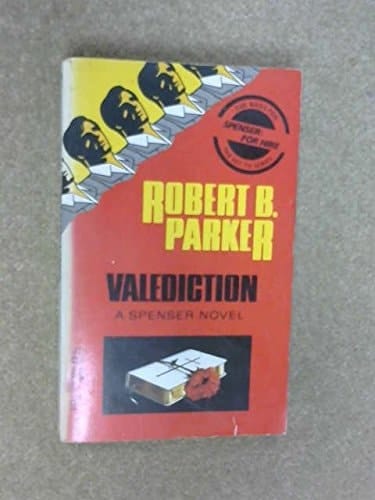 SPENSER:
FOR HIRE
ROBERT B.
PARKER
VALEDICTION
A SPENSER NOVEL